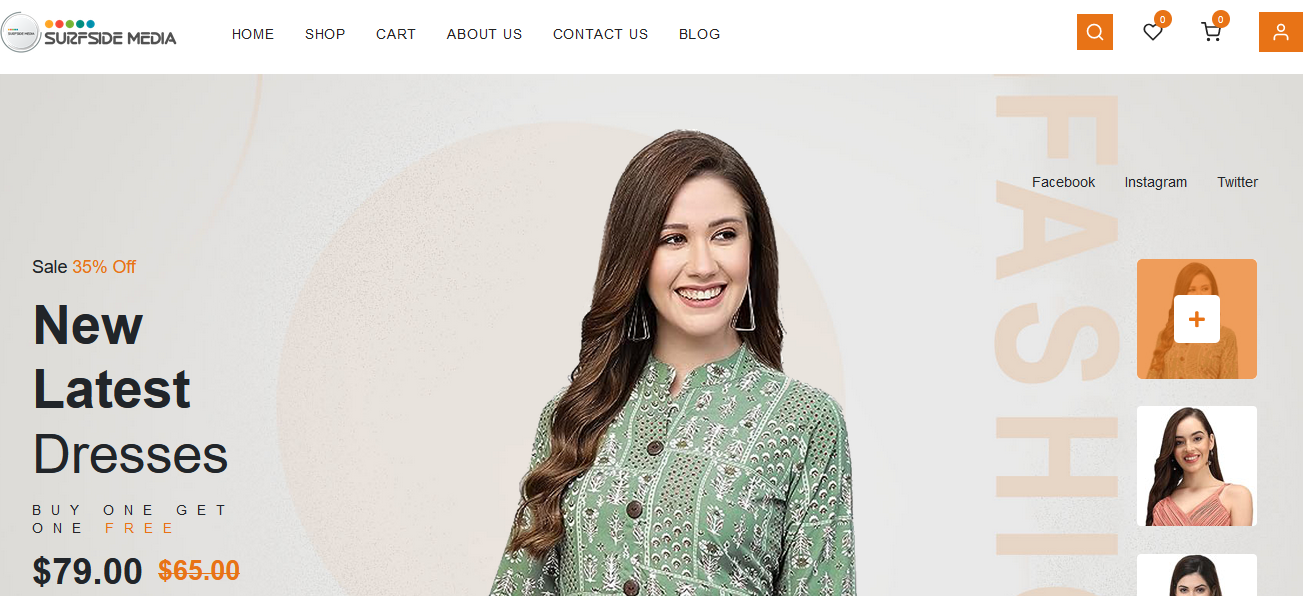 SURFSIDE MEDIA
HOME SHOP CART ABOUT US CONTACT US BLOG
0 0
Facebook Instagram Twitter
Sale 35% Off
New
Latest
Dresses
BUY ONE GET
ONE FREE
$79.00 $65.00
FASHIO